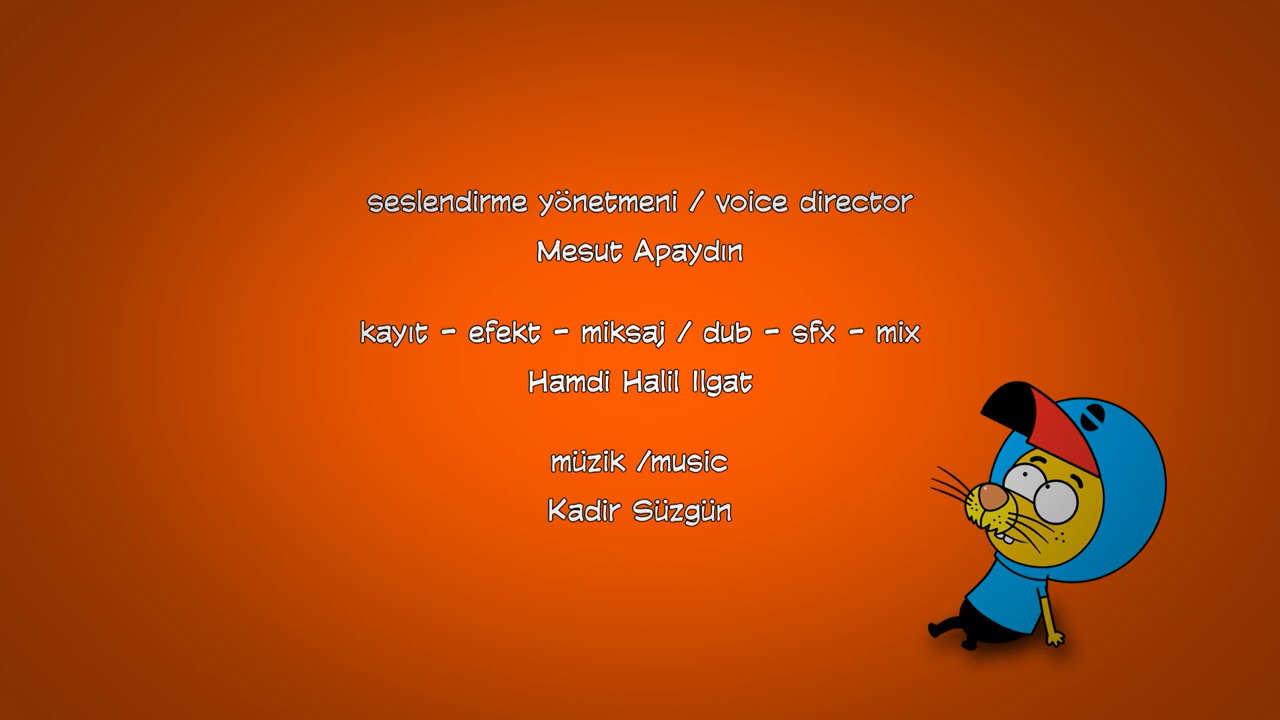 seslendirme yönetmeni / voice director
Mesut Apaydın
kayıt - efekt - miksaj / dub - sfx - mix
Hamdi Halil Ilgat
müzik /music
Kadir Süzgün